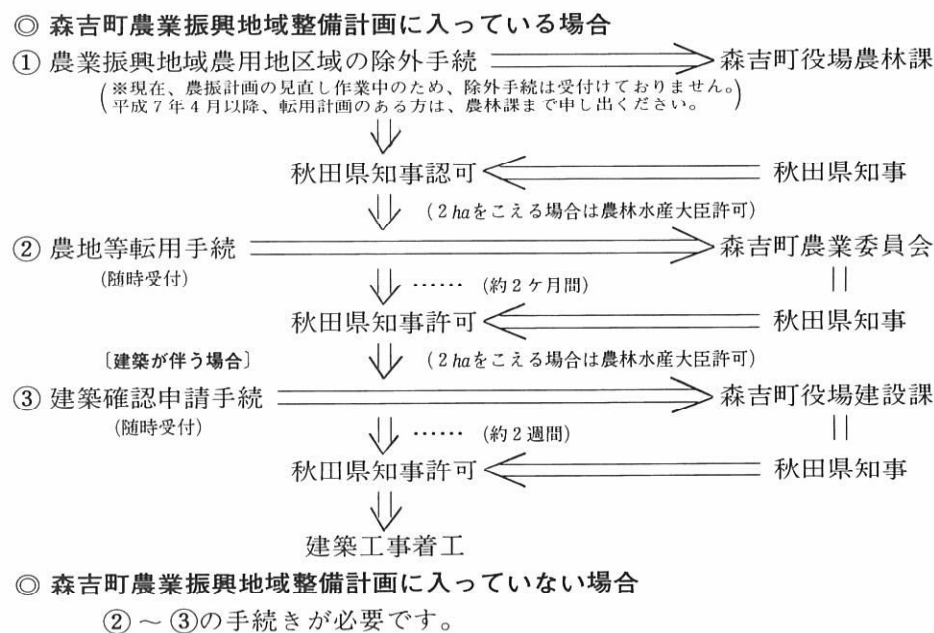 ◎ 森吉町農業振興地域整備計画に入っている場合
① 農業振興地域農用地区域の除外手続 森吉町役場農林課
(※現在、農振計画の見直し作業中のため、除外手続は受付けておりません。
平成7年4月以降、転用計画のある方は、農林課まで申し出ください。)
秋田県知事認可 秋田県知事
(2haをこえる場合は農林水産大臣許可)
② 農地等転用手続 森吉町農業委員会
(随時受付)
…… (約2ケ月間)
秋田県知事許可 秋田県知事
〔建築が伴う場合〕 (2haをこえる場合は農林水産大臣許可)
③ 建築確認申請手続 森吉町役場建設課
(随時受付)
…… (約2週間)
秋田県知事許可 秋田県知事
建築工事着工
◎ 森吉町農業振興地域整備計画に入っていない場合
②～③の手続きが必要です。